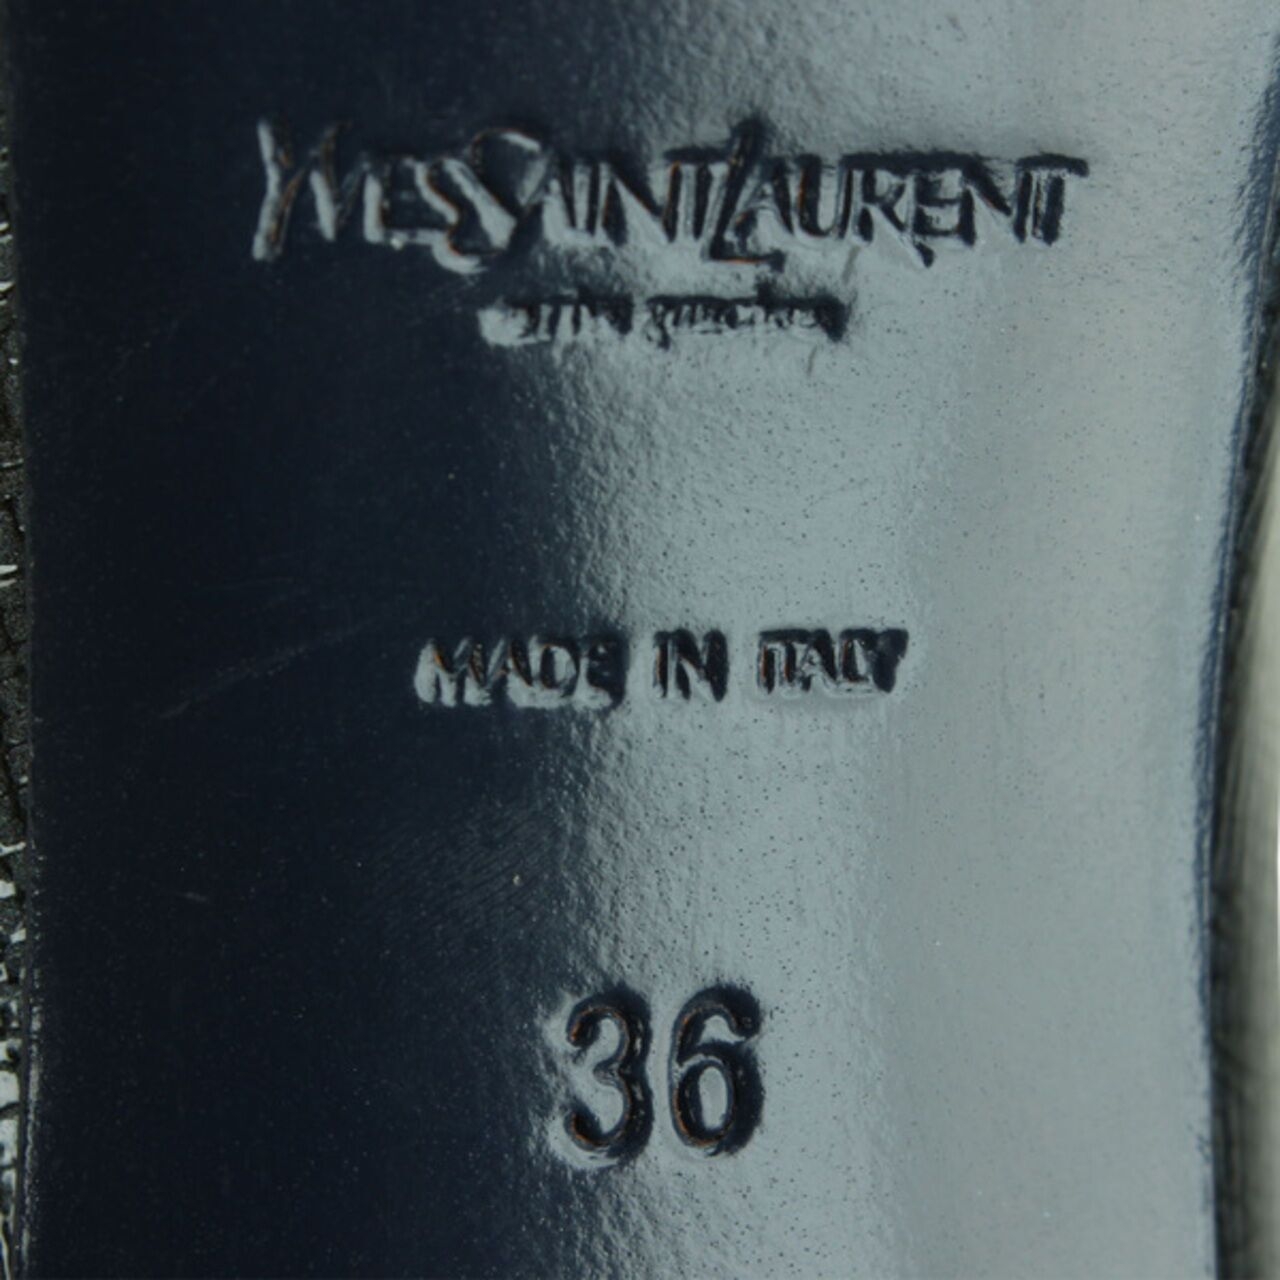 YVESSAINTLAURENT
rive gauche
MADE IN ITALY
36